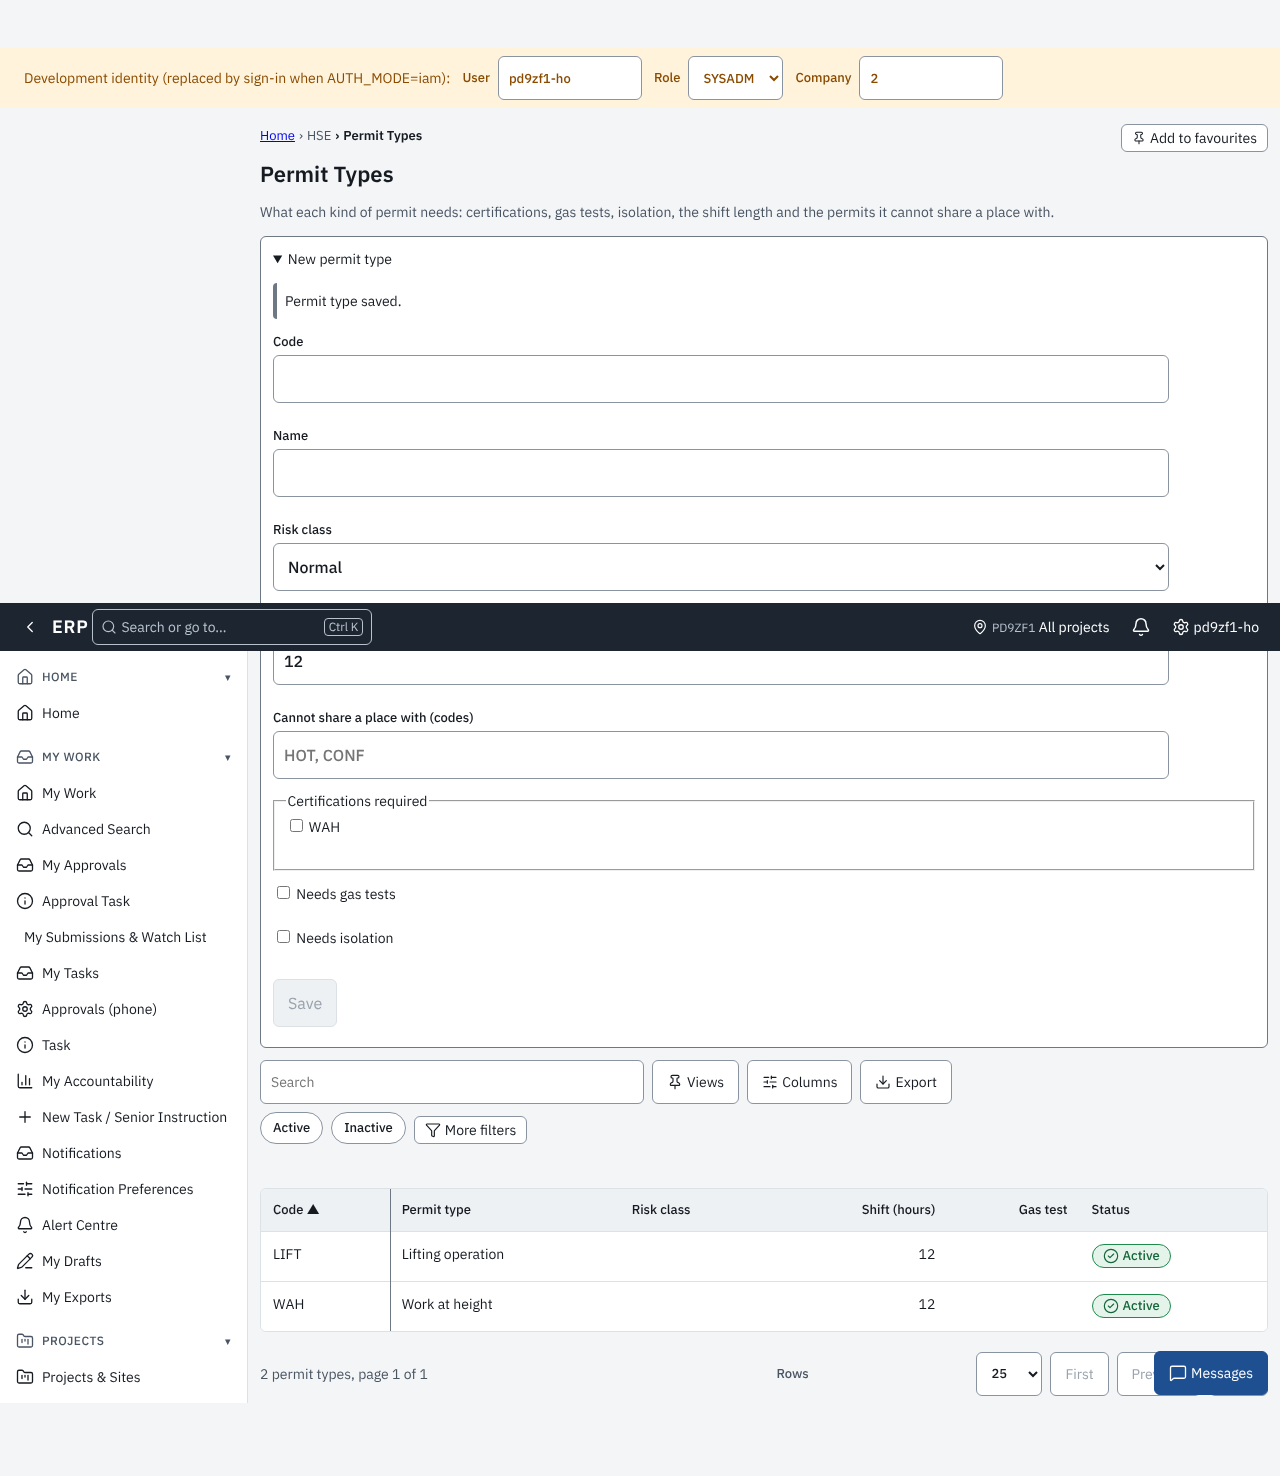 Development identity (replaced by sign-in when AUTH_MODE=iam): User pd9zf1-ho Role SYSADM Company 2
Home › HSE › Permit Types
Add to favourites
Permit Types
What each kind of permit needs: certifications, gas tests, isolation, the shift length and the permits it cannot share a place with.
▼ New permit type
Permit type saved.
Code
Name
Risk class
Normal
ERP Search or go to... Ctrl K PD9ZF1 All projects pd9zf1-ho
12
HOME
Home
MY WORK
My Work
Advanced Search
My Approvals
Approval Task
My Submissions & Watch List
My Tasks
Approvals (phone)
Task
My Accountability
New Task / Senior Instruction
Notifications
Notification Preferences
Alert Centre
My Drafts
My Exports
PROJECTS
Projects & Sites
Cannot share a place with (codes)
HOT, CONF
Certifications required
WAH
Needs gas tests
Needs isolation
Save
Search Views Columns Export
Active Inactive More filters
Code ▲ Permit type Risk class Shift (hours) Gas test Status
LIFT Lifting operation 12 Active
WAH Work at height 12 Active
2 permit types, page 1 of 1 Rows 25 First Messages